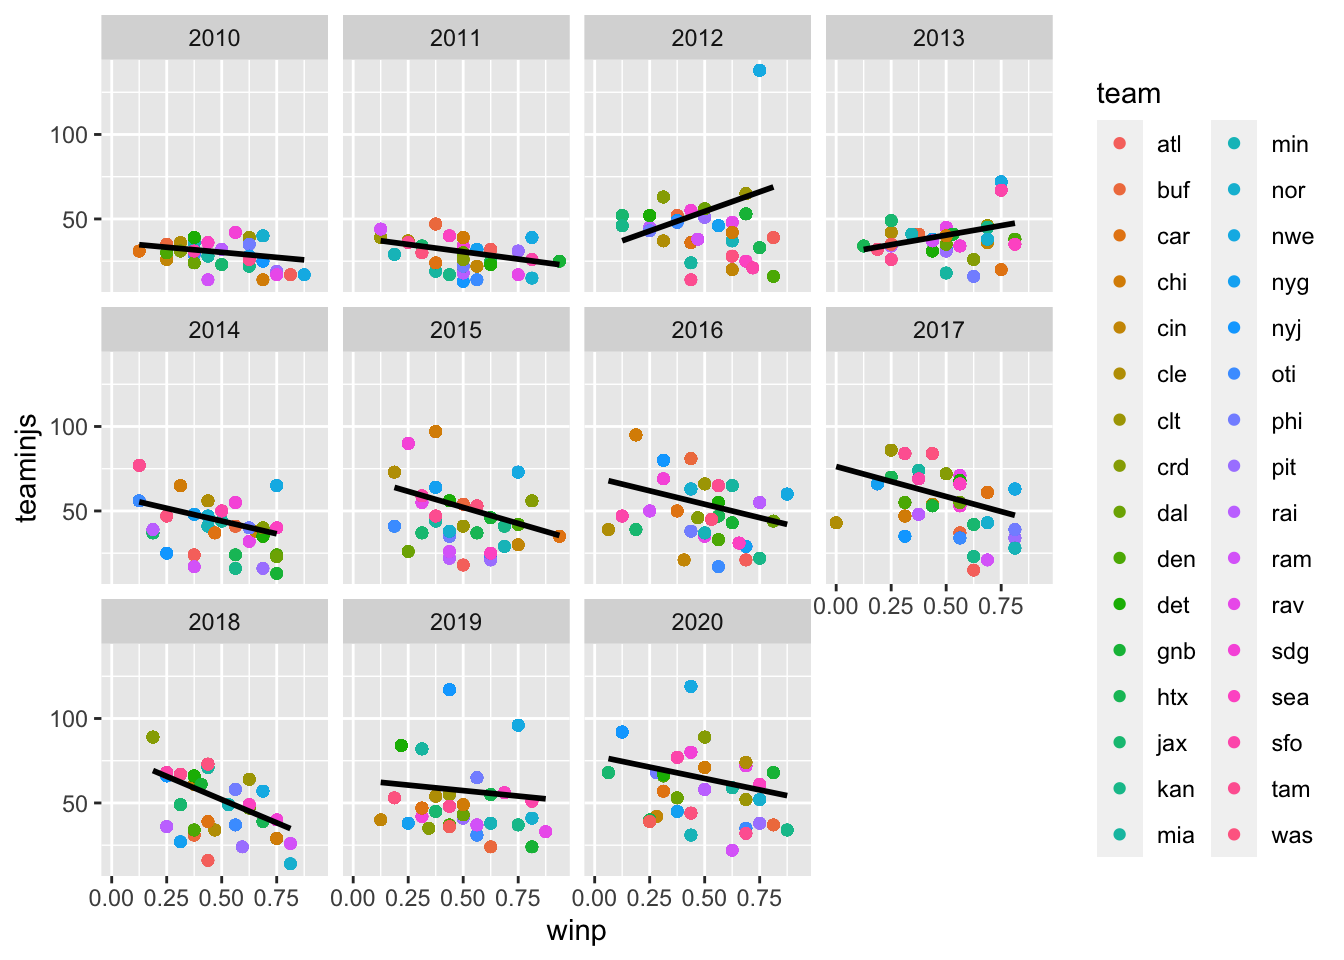 2010 2011 2012 2013
100
50
2014 2015 2016 2017
100
50
0.00 0.25 0.50 0.75
2018 2019 2020
100
50
0.00 0.25 0.50 0.75 0.00 0.25 0.50 0.75 0.00 0.25 0.50 0.75
winp
teaminjs
team
atl min
buf nor
car nwe
chi nyg
cin nyj
cle oti
clt phi
crd pit
dal rai
den ram
det rav
gnb sdg
htx sea
jax sfo
kan tam
mia was